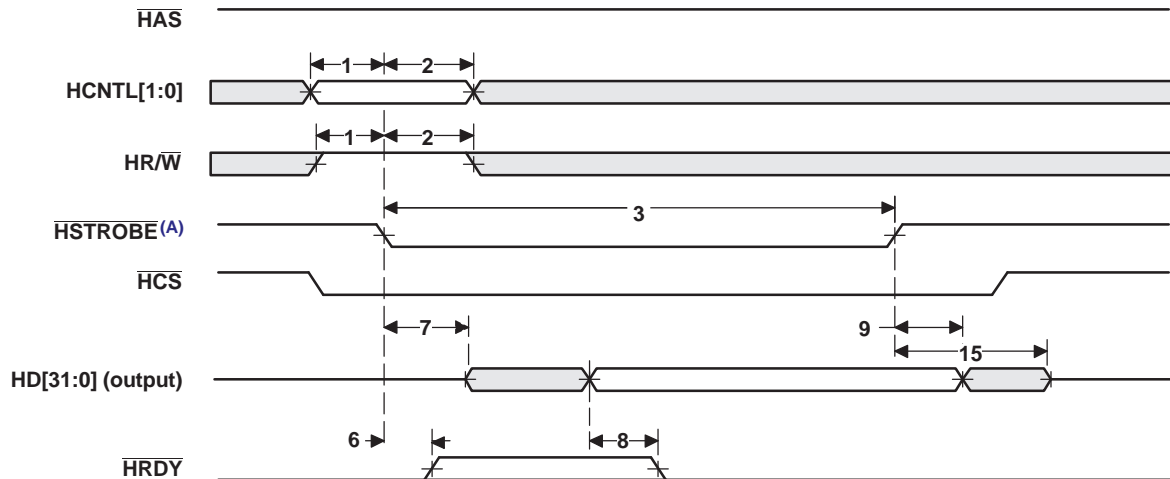 HAS
1 2
HCNTL[1:0]
1 2
HR/W
3
HSTROBE(A)
HCS
7 9
15
HD[31:0] (output)
6 8
HRDY